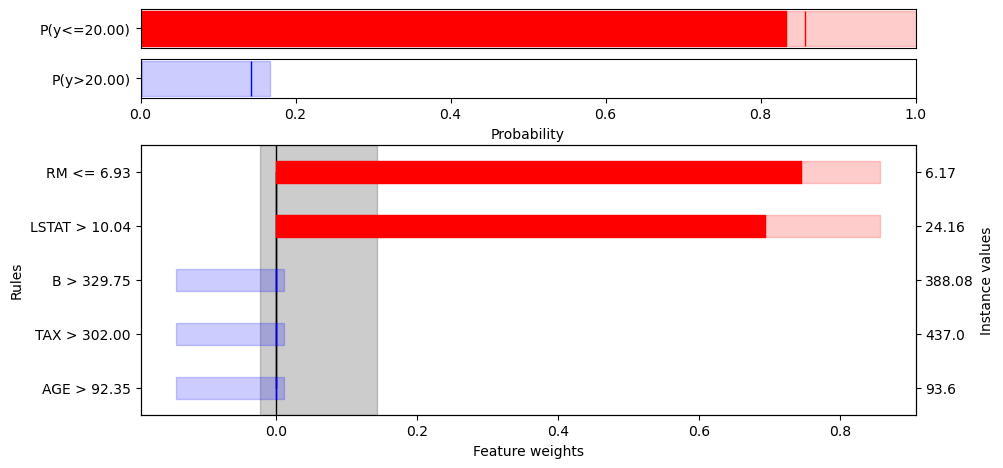 P(y<=20.00)
P(y>20.00)
0.0 0.2 0.4 0.6 0.8 1.0
Probability
RM <= 6.93 6.17
LSTAT > 10.04 24.16
B > 329.75 388.08
TAX > 302.00 437.0
AGE > 92.35 93.6
Rules
Instance values
0.0 0.2 0.4 0.6 0.8
Feature weights